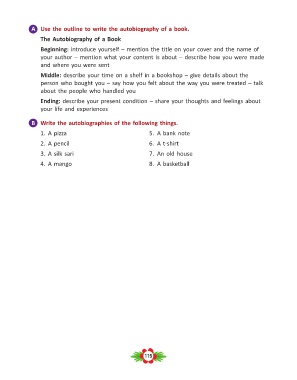 A Use the outline to write the autobiography of a book.
The Autobiography of a Book
Beginning: introduce yourself – mention the title on your cover and the name of
your author – mention what your content is about – describe how you were made
and where you were sent
Middle: describe your time on a shelf in a bookshop – give details about the
person who bought you – say how you felt about the way you were treated – talk
about the people who handled you
Ending: describe your present condition – share your thoughts and feelings about
your life and experiences
B Write the autobiographies of the following things.
1. A pizza
2. A pencil
3. A silk sari
4. A mango
5. A bank note
6. A t-shirt
7. An old house
8. A basketball
115